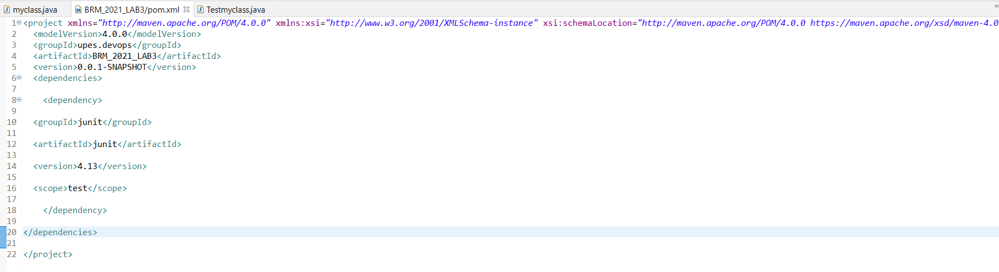 myclass.java BRM_2021_LAB3/pom.xml Testmyclass.java
1 <project xmlns="http://maven.apache.org/POM/4.0.0" xmlns:xsi="http://www.w3.org/2001/XMLSchema-instance" xsi:schemaLocation="http://maven.apache.org/POM/4.0.0 https://maven.apache.org/xsd/maven-4.0
2 <modelVersion>4.0.0</modelVersion>
3 <groupId>upes.devops</groupId>
4 <artifactId>BRM_2021_LAB3</artifactId>
5 <version>0.0.1-SNAPSHOT</version>
6 <dependencies>
7
8 <dependency>
9
10 <groupId>junit</groupId>
11
12 <artifactId>junit</artifactId>
13
14 <version>4.13</version>
15
16 <scope>test</scope>
17
18 </dependency>
19
20 </dependencies>
21
22 </project>